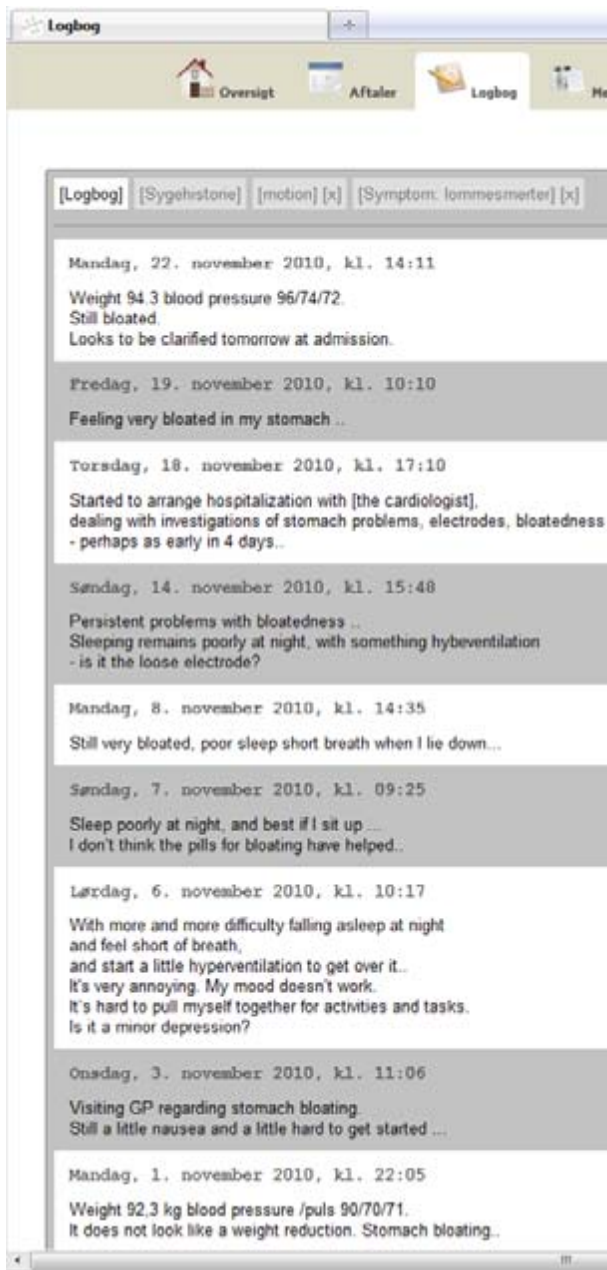 Logbog
Oversigt
Aftaler
Logbog
Me
[Logbog] [Sygehistorie] [motion] [x] [Symptom: lommesmerter] [x]
Mandag, 22. november 2010, kl. 14:11
Weight 94.3 blood pressure 96/74/72.
Still bloated.
Looks to be clarified tomorrow at admission.
Fredag, 19. november 2010, kl. 10:10
Feeling very bloated in my stomach ..
Torsdag, 18. november 2010, kl. 17:10
Started to arrange hospitalization with [the cardiologist],
dealing with investigations of stomach problems, electrodes, bloatedness
- perhaps as early in 4 days..
Søndag, 14. november 2010, kl. 15:48
Persistent problems with bloatedness ..
Sleeping remains poorly at night, with something hybeventilation
- is it the loose electrode?
Mandag, 8. november 2010, kl. 14:35
Still very bloated, poor sleep short breath when I lie down...
Søndag, 7. november 2010, kl. 09:25
Sleep poorly at night, and best if I sit up ...
I don't think the pills for bloating have helped..
Lørdag, 6. november 2010, kl. 10:17
With more and more difficulty falling asleep at night
and feel short of breath,
and start a little hyperventilation to get over it..
It's very annoying. My mood doesn't work.
It's hard to pull myself together for activities and tasks.
Is it a minor depression?
Onsdag, 3. november 2010, kl. 11:06
Visiting GP regarding stomach bloating.
Still a little nausea and a little hard to get started ...
Mandag, 1. november 2010, kl. 22:05
Weight 92,3 kg blood pressure /puls 90/70/71.
It does not look like a weight reduction. Stomach bloating..